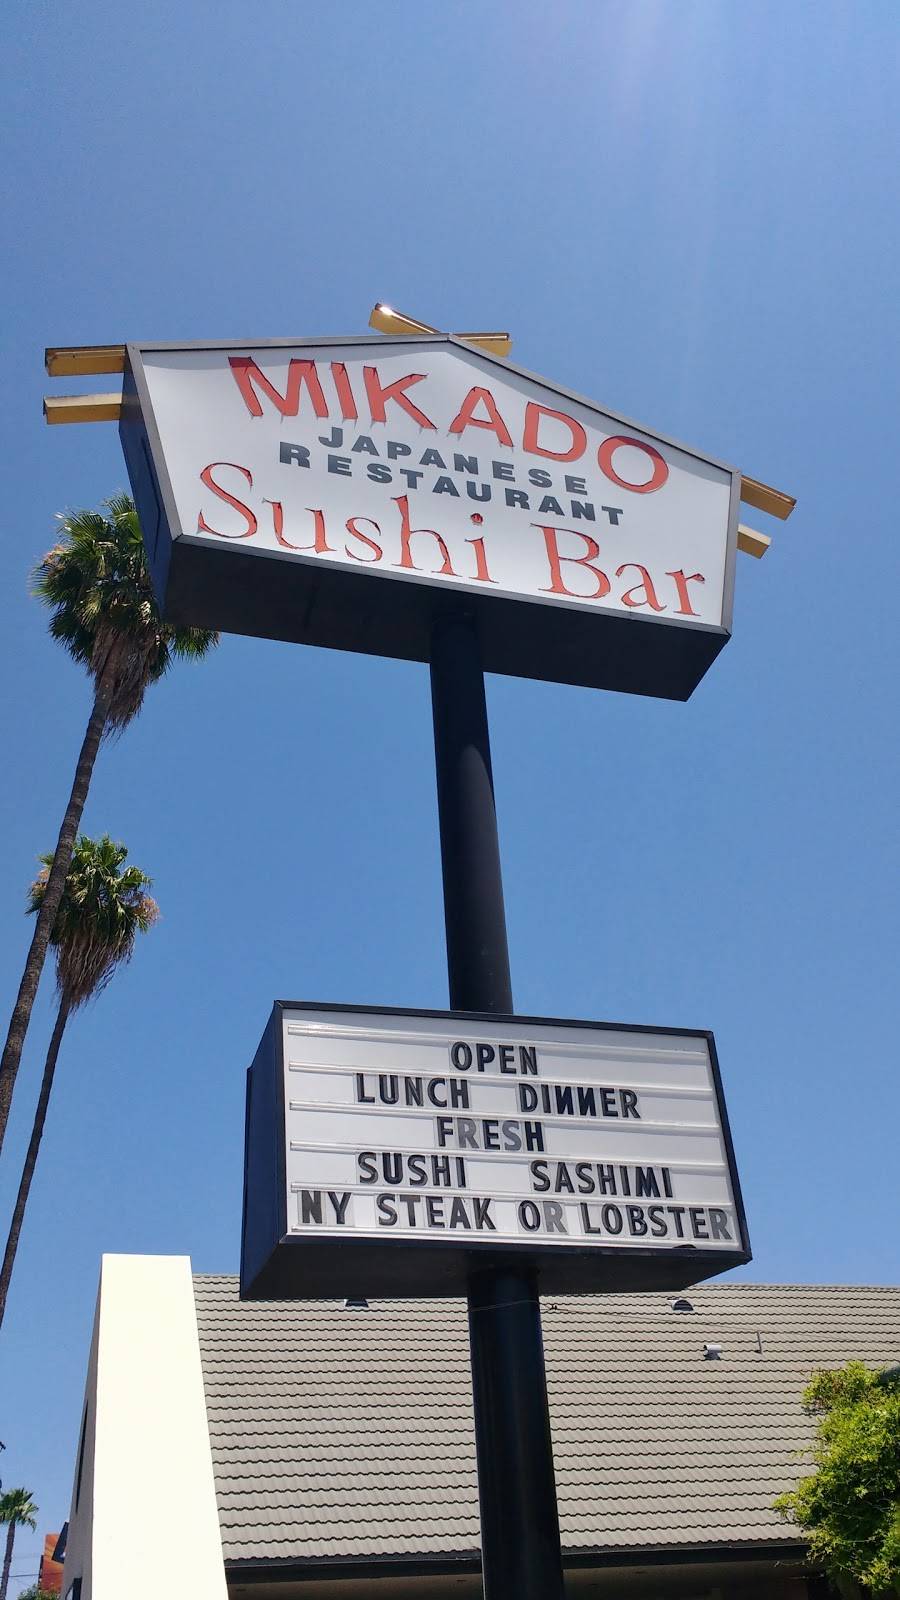 MIKADO
JAPANESE
RESTAURANT
Sushi Bar
OPEN
LUNCH DINNER
FRESH
SUSHI SASHIMI
NY STEAK OR LOBSTER